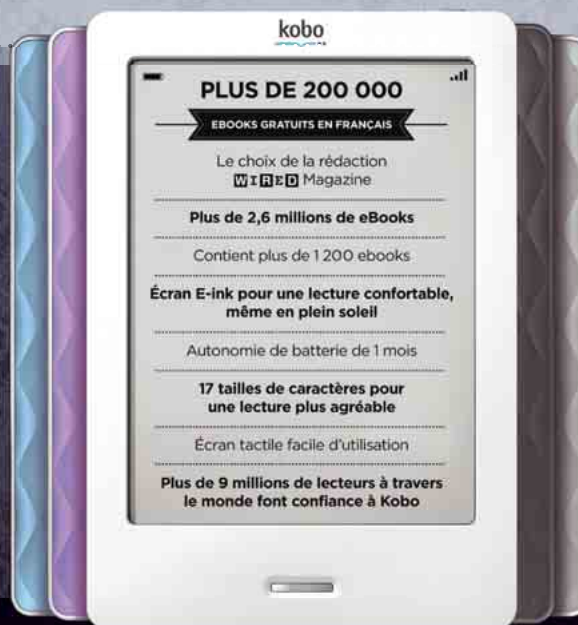 kobo
PLUS DE 200 000
EBOOKS GRATUITS EN FRANÇAIS
Le choix de la rédaction
WIRED Magazine
Plus de 2,6 millions de eBooks
Contient plus de 1 200 ebooks
Écran E-ink pour une lecture confortable,
même en plein soleil
Autonomie de batterie de 1 mois
17 tailles de caractères pour
une lecture plus agréable
Écran tactile facile d'utilisation
Plus de 9 millions de lecteurs à travers
le monde font confiance à Kobo